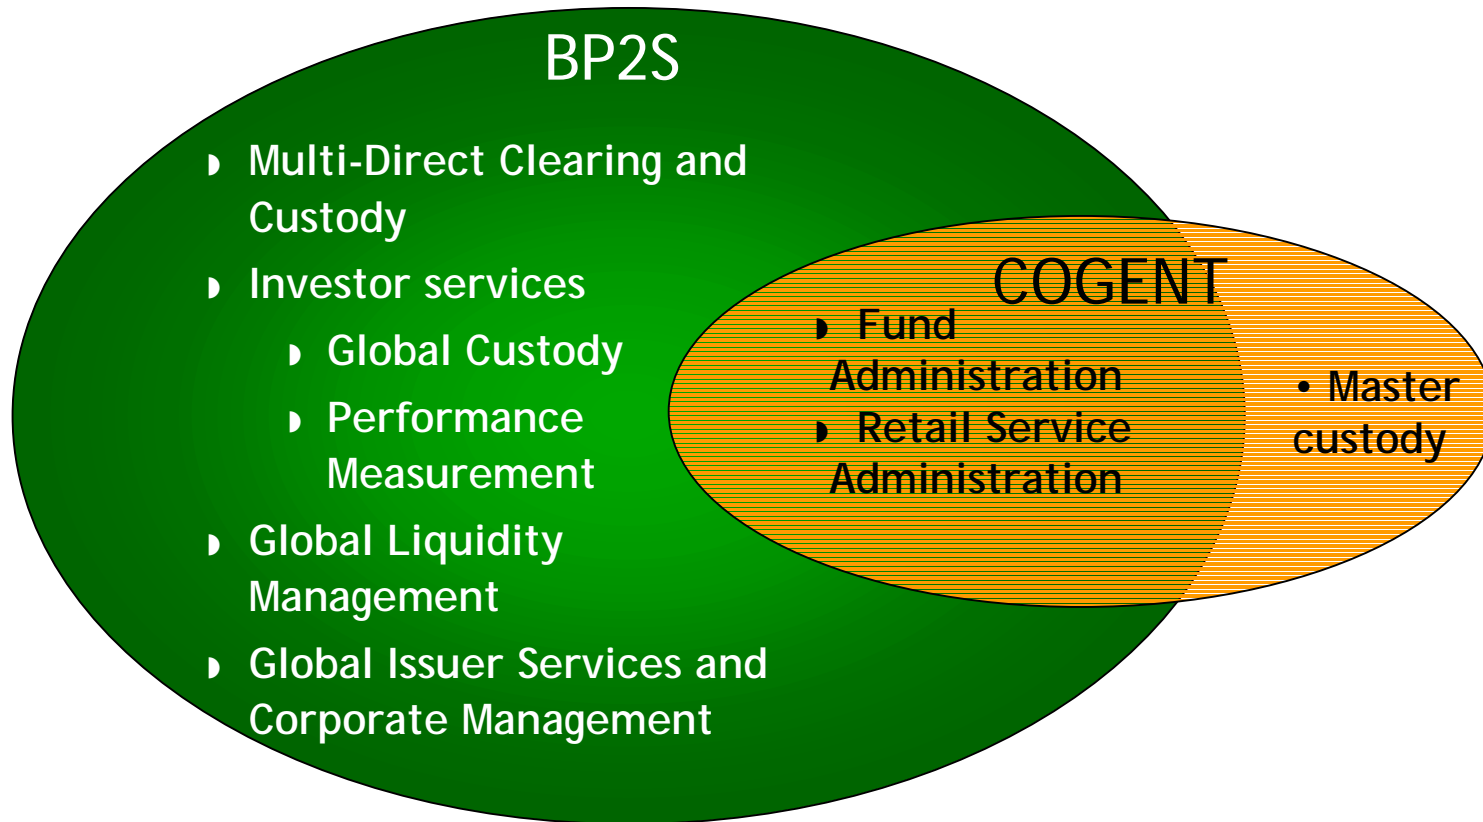 BP2S
◗ Multi-Direct Clearing and
Custody
◗ Investor services
◗ Global Custody
◗ Performance
Measurement
◗ Global Liquidity
Management
◗ Global Issuer Services and
Corporate Management
COGENT
◗ Fund
Administration
◗ Retail Service
Administration
• Master
custody